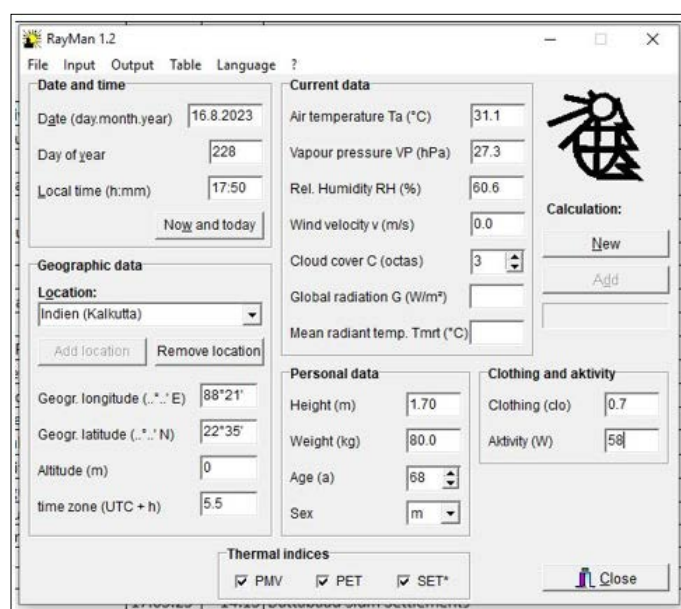 RayMan 1.2
File Input Output Table Language ?
Date and time
Date (day.month.year) 16.8.2023
Day of year 228
Local time (h:mm) 17:50
Now and today
Geographic data
Location:
Indien (Kalkutta)
Add location Remove location
Geogr. longitude (..°..' E) 88°21'
Geogr. latitude (..°..' N) 22°35'
Altitude (m) 0
time zone (UTC + h) 5.5
Current data
Air temperature Ta (°C) 31.1
Vapour pressure VP (hPa) 27.3
Rel. Humidity RH (%) 60.6
Wind velocity v (m/s) 0.0
Cloud cover C (octas) 3
Global radiation G (W/m²)
Mean radiant temp. Tmrt (°C)
Calculation:
New
Add
Personal data
Height (m) 1.70
Weight (kg) 80.0
Age (a) 68
Sex m
Clothing and aktivity
Clothing (clo) 0.7
Aktivity (W) 58
Thermal indices
PMV PET SET*
Close